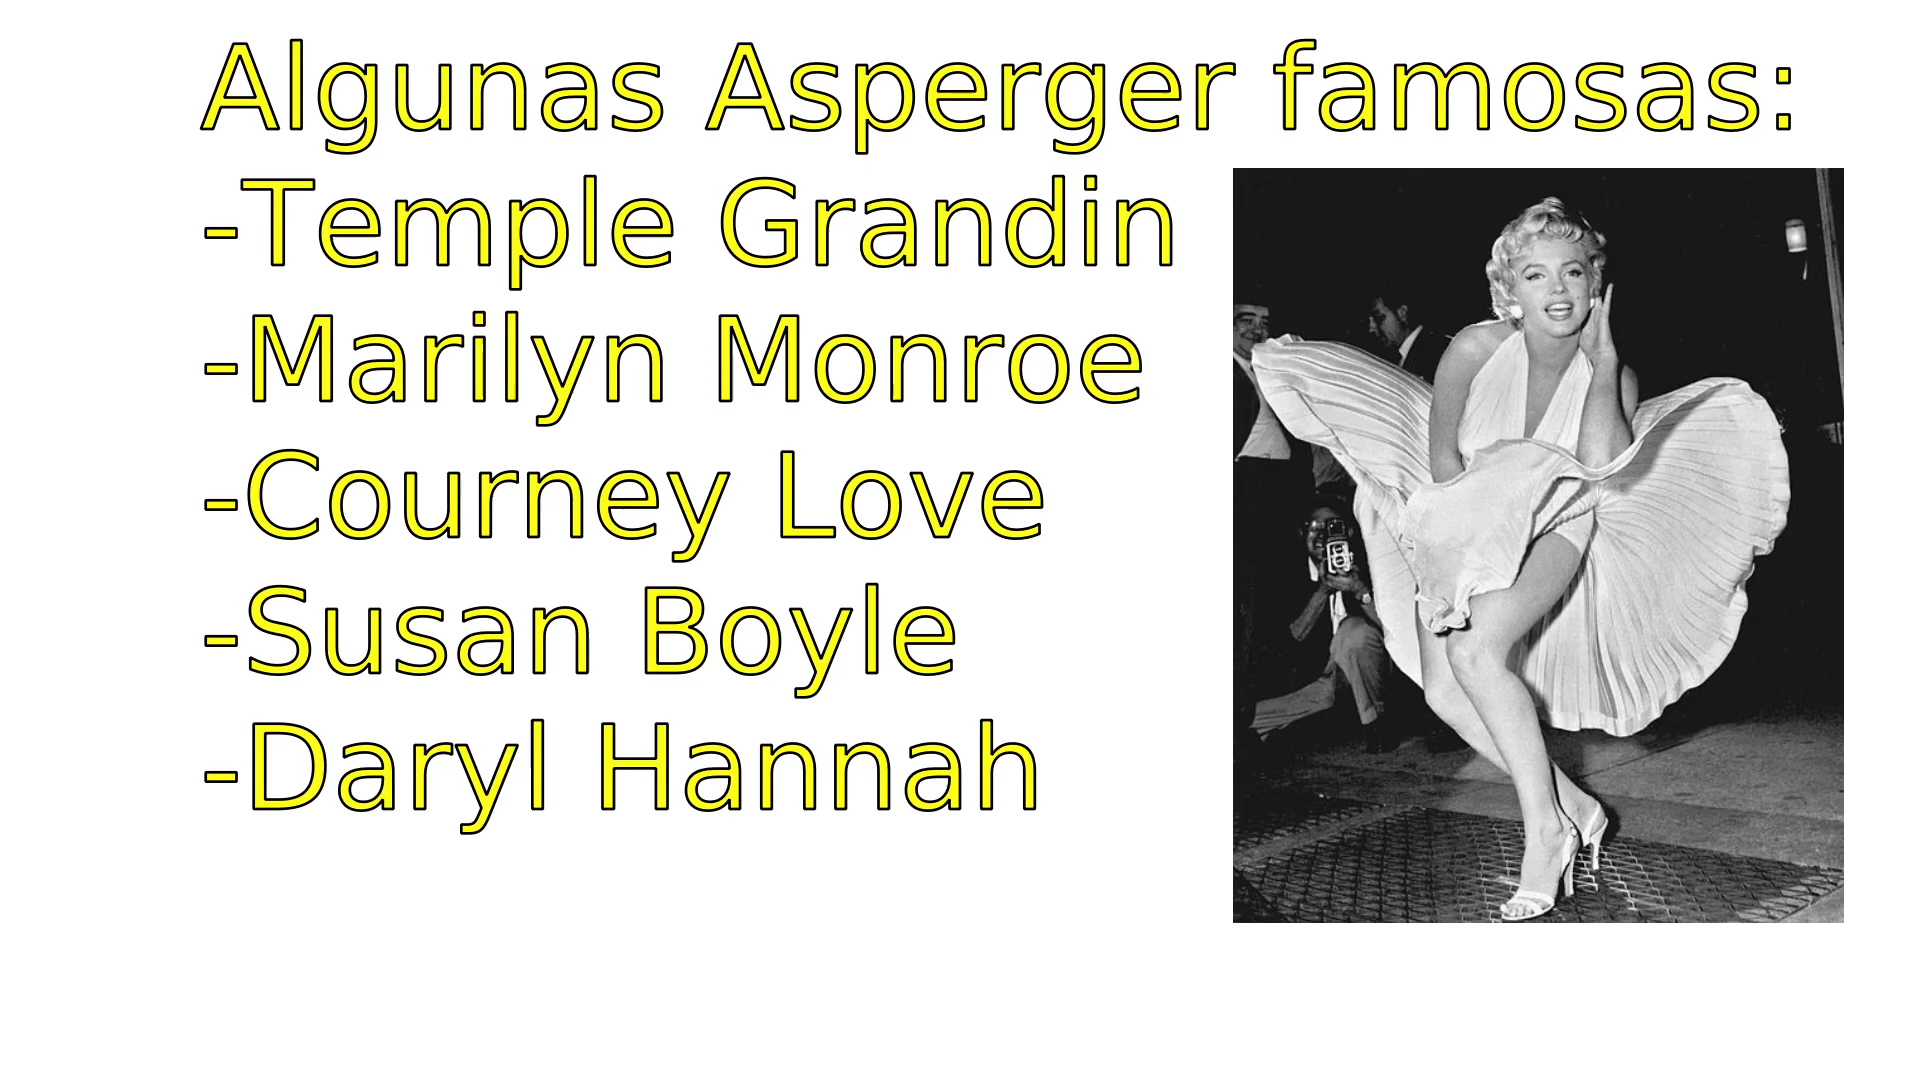 Algunas Asperger famosas:
-Temple Grandin
-Marilyn Monroe
-Courney Love
-Susan Boyle
-Daryl Hannah